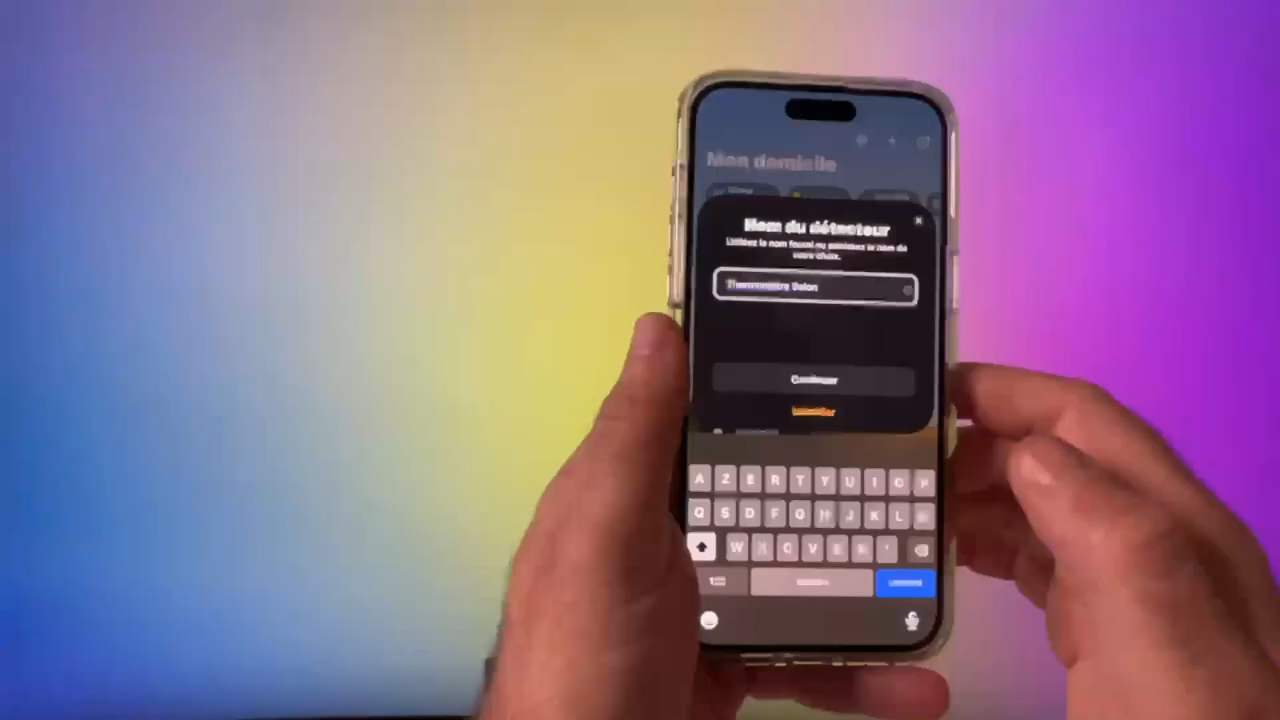 Mon domicile
Nom du détecteur
Utilisez le nom fourni ou saisissez le nom de
votre choix.
Thermomètre Salon
Continuer
Identifier
A Z E R T Y U I O P
Q S D F G H J K L M
W X C V B N '